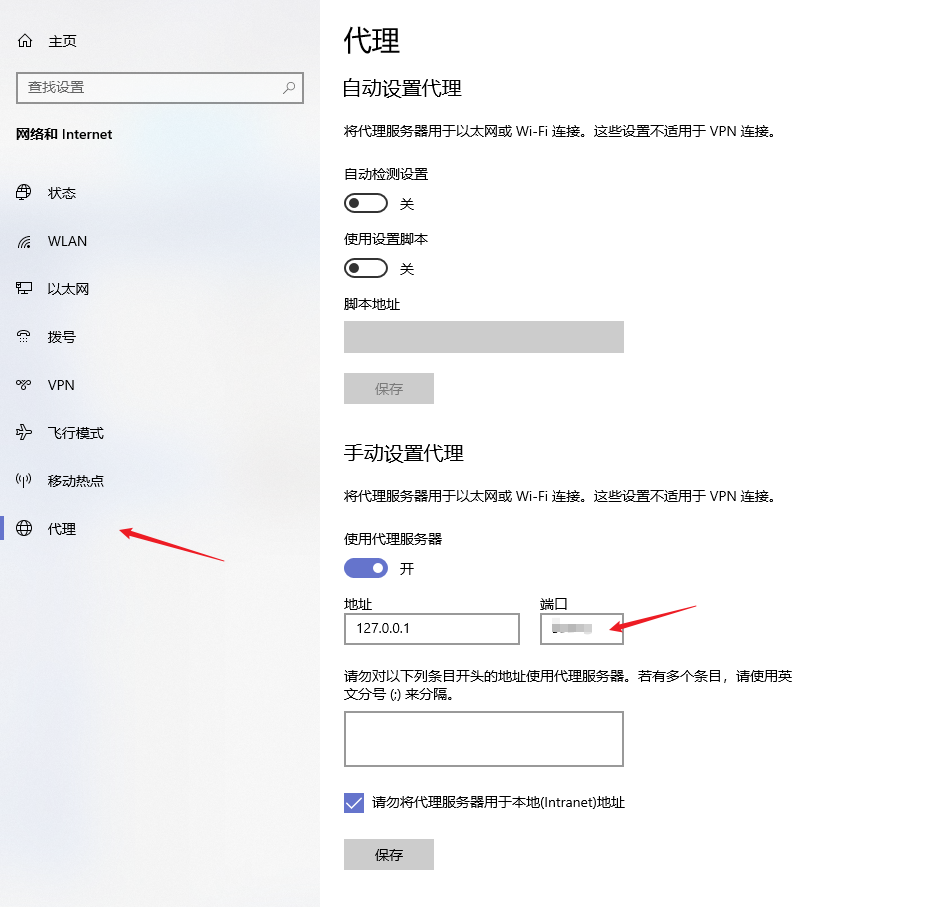 主页
查找设置
网络和 Internet
状态
WLAN
以太网
拨号
VPN
飞行模式
移动热点
代理
代理
自动设置代理
将代理服务器用于以太网或 Wi-Fi 连接。这些设置不适用于 VPN 连接。
自动检测设置
关
使用设置脚本
关
脚本地址
保存
手动设置代理
将代理服务器用于以太网或 Wi-Fi 连接。这些设置不适用于 VPN 连接。
使用代理服务器
开
地址
端口
127.0.0.1
请勿对以下列条目开头的地址使用代理服务器。若有多个条目，请使用英
文分号 (;) 来分隔。
请勿将代理服务器用于本地(Intranet)地址
保存